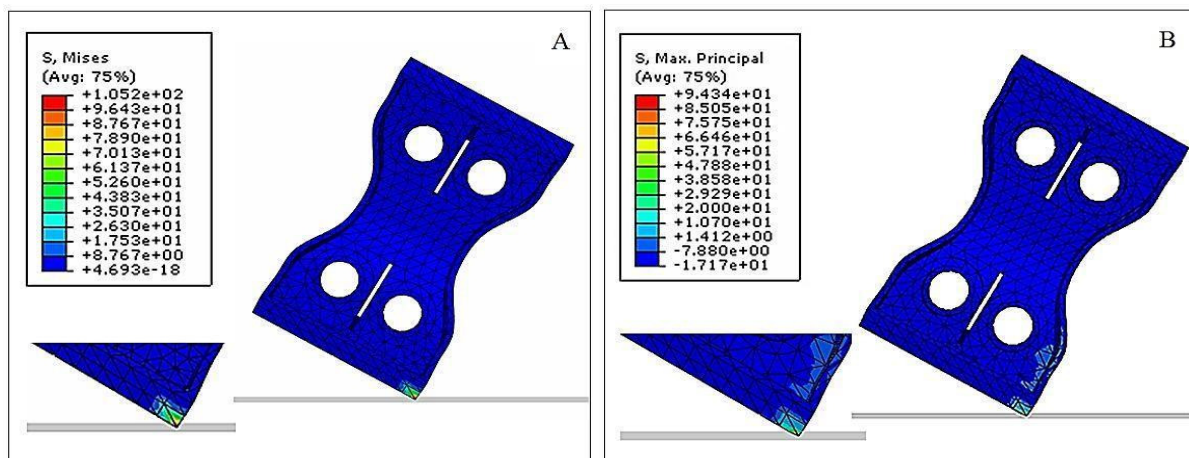 A
S, Mises
(Avg: 75%)
+1.052e+02
+9.643e+01
+8.767e+01
+7.890e+01
+7.013e+01
+6.137e+01
+5.260e+01
+4.383e+01
+3.507e+01
+2.630e+01
+1.753e+01
+8.767e+00
+4.693e-18
B
S, Max. Principal
(Avg: 75%)
+9.434e+01
+8.505e+01
+7.575e+01
+6.646e+01
+5.717e+01
+4.788e+01
+3.858e+01
+2.929e+01
+2.000e+01
+1.070e+01
+1.412e+00
-7.880e+00
-1.717e+01